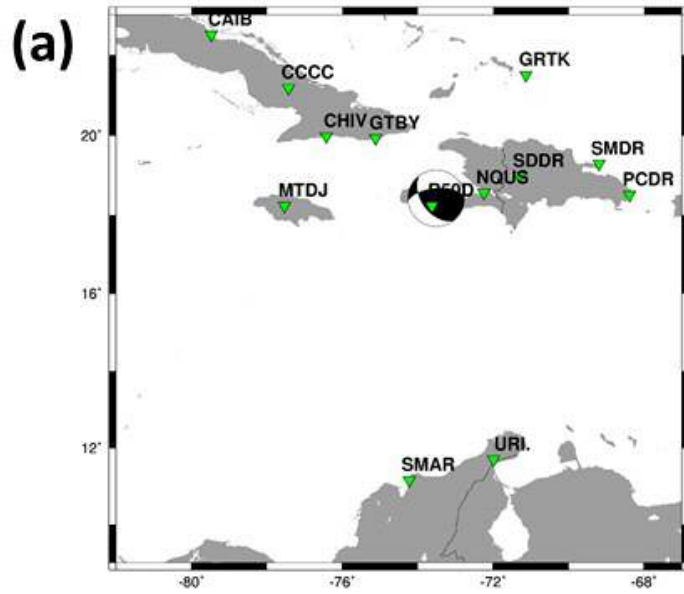 (a)
CAIB
GRTK
CCCC
CHIV GTBY
20°
SDDR SMDR
NQUS PCDR
MTDJ
16°
12°
URI.
SMAR
-80° -76° -72° -68°